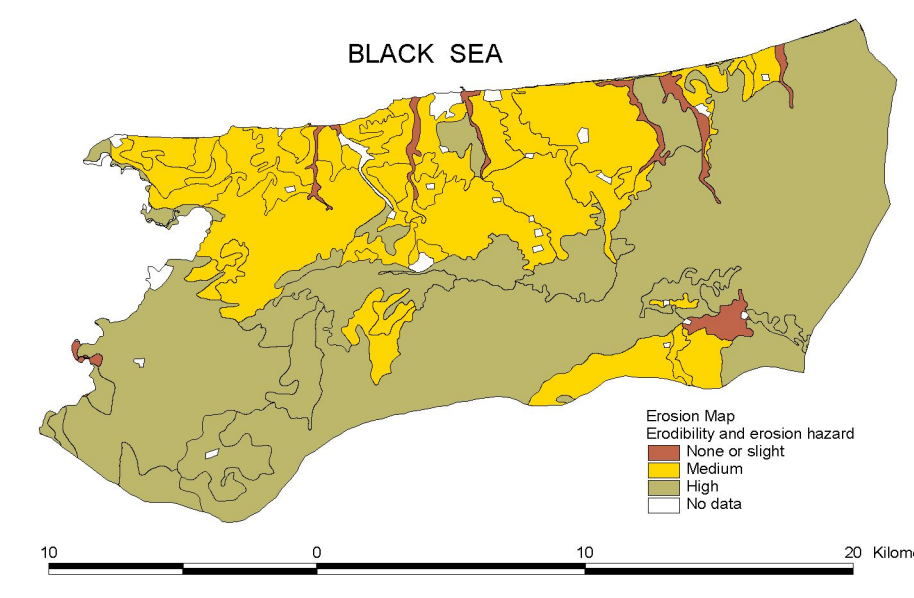 BLACK SEA
Erosion Map
Erodibility and erosion hazard
None or slight
Medium
High
No data
10 0 10 20 Kilome